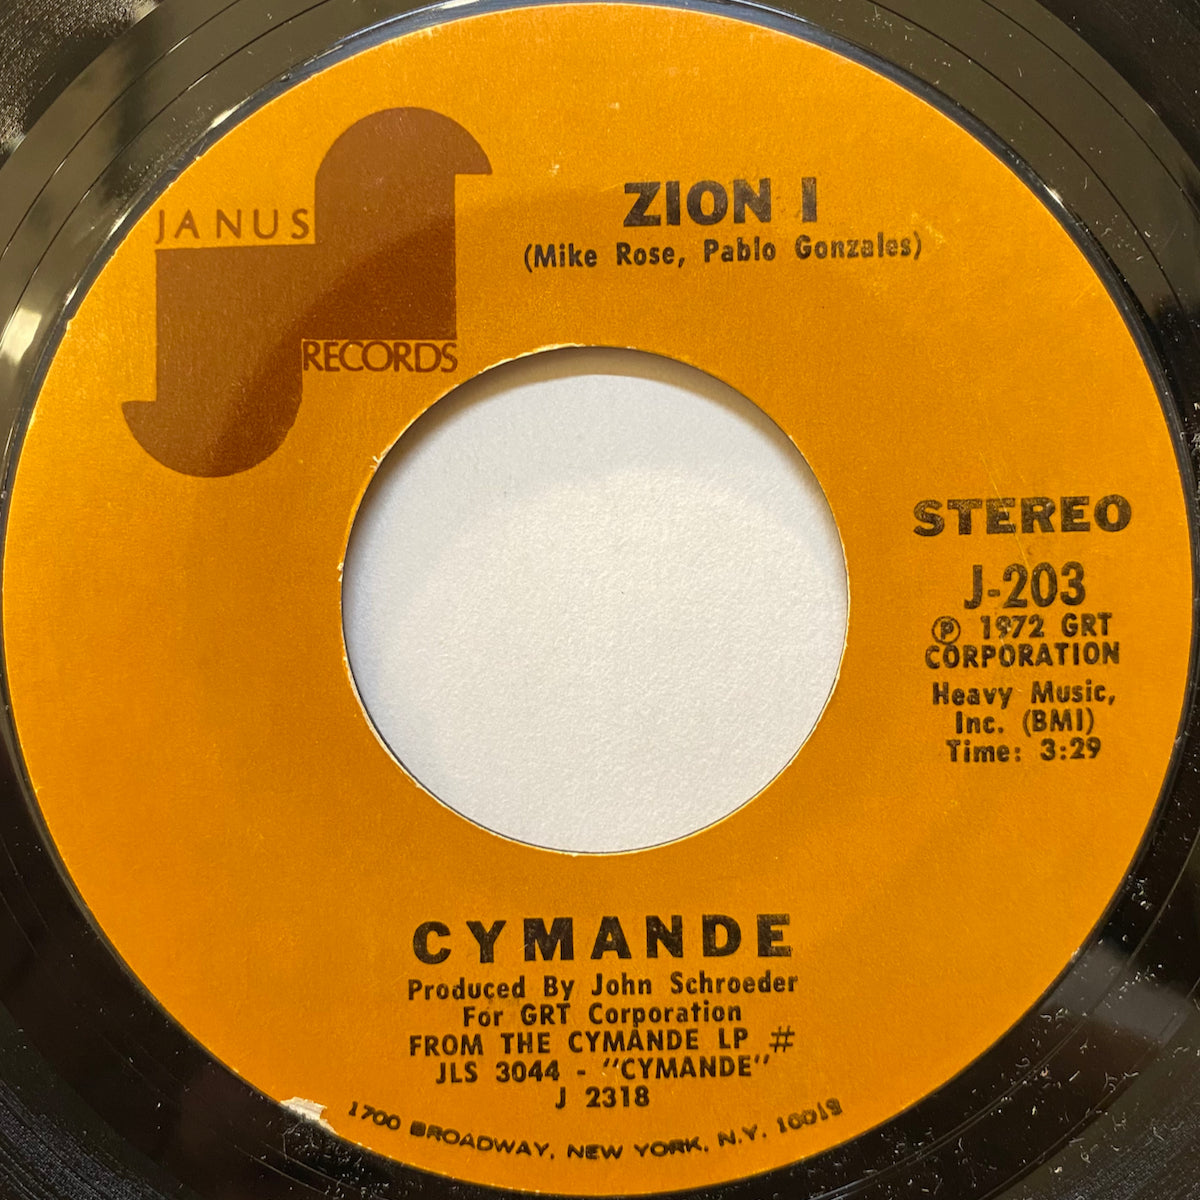 JANUS
RECORDS
ZION I
(Mike Rose, Pablo Gonzales)
STEREO
J-203
℗ 1972 GRT
CORPORATION
Heavy Music,
Inc. (BMI)
Time: 3:29
CYMANDE
Produced By John Schroeder
For GRT Corporation
FROM THE CYMANDE LP #
JLS 3044 - "CYMANDE"
J 2318
1700 BROADWAY, NEW YORK, N.Y. 10019